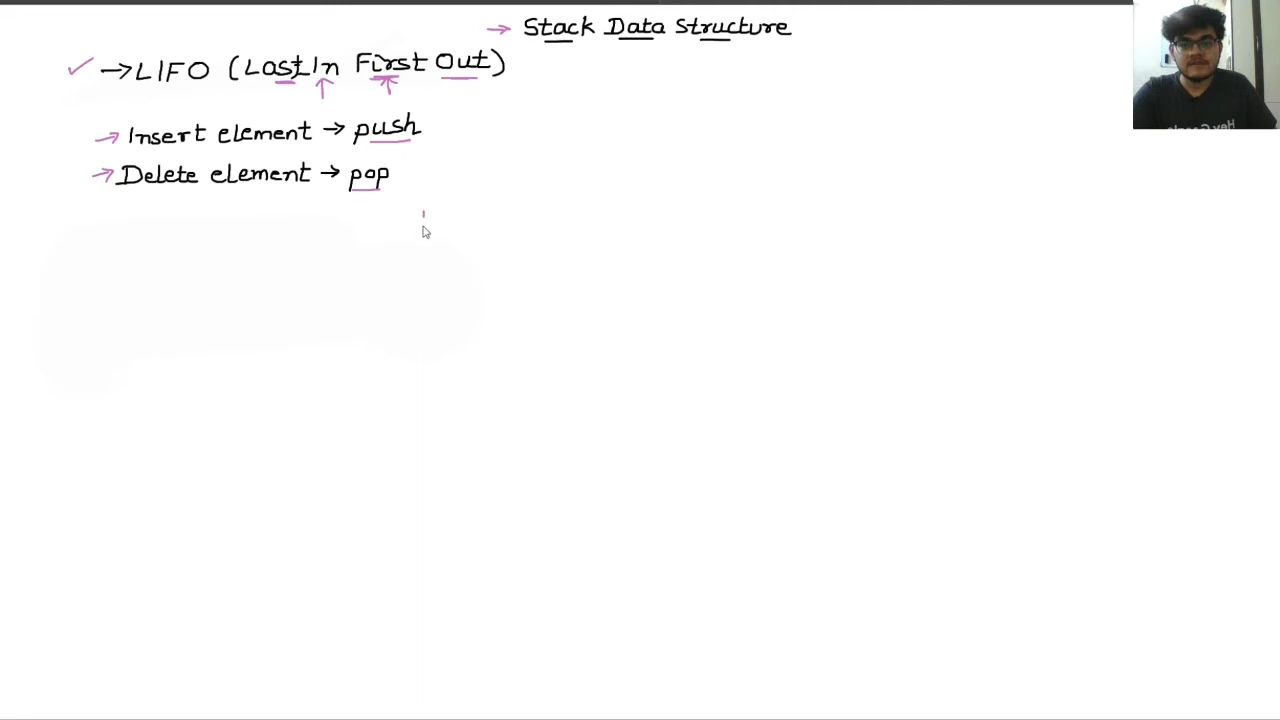 → Stack Data Structure
✓ →LIFO (Last In First Out)
→ Insert element → push
→ Delete element → pop